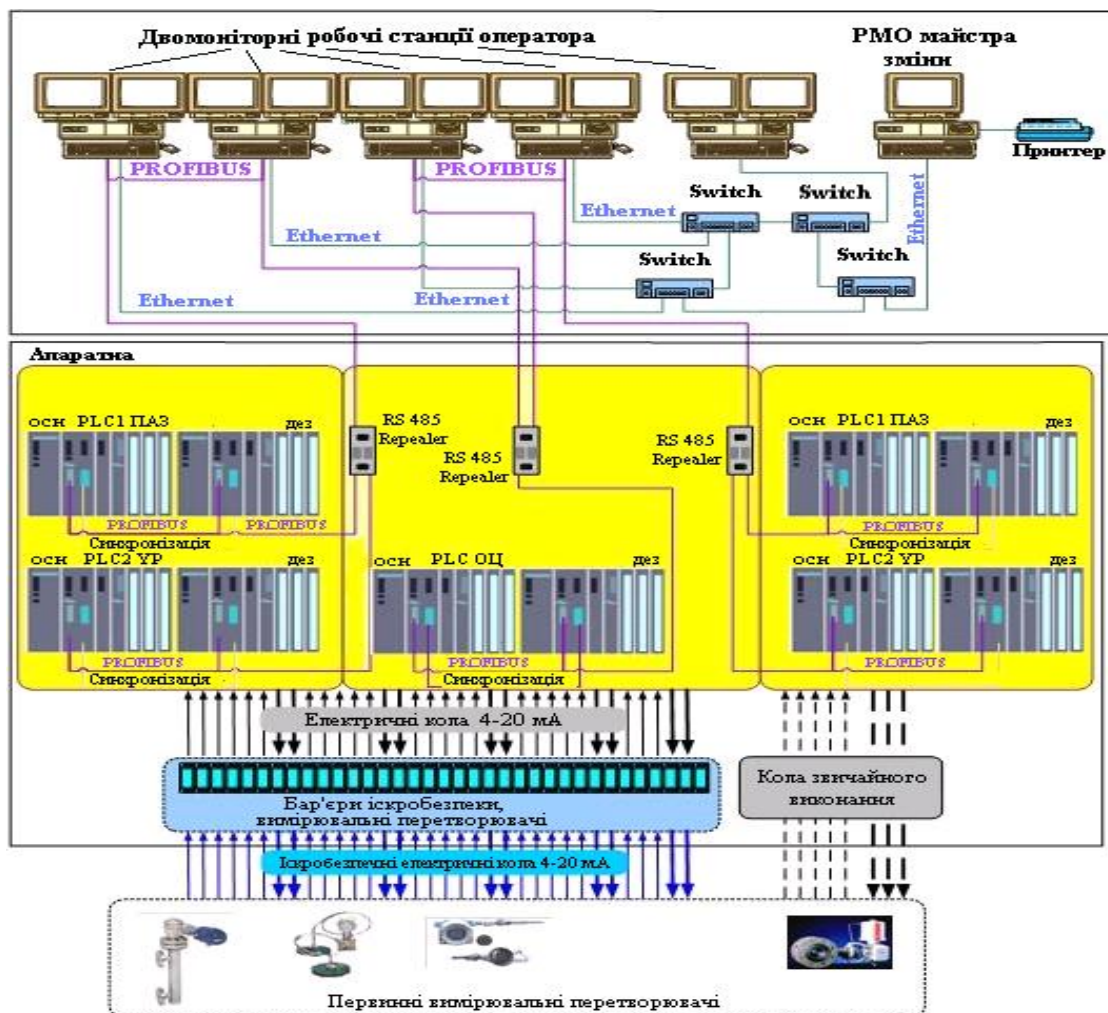 Двомоніторні робочі станції оператора
РМО майстра
зміни
Принтер
PROFIBUS
PROFIBUS
Switch
Switch
Ethernet
Ethernet
Ethernet
Switch
Switch
Ethernet
Ethernet
Апаратна
осн PLC1 ПАЗ дез
RS 485
Repealer
RS 485
Repealer
RS 485
Repealer
осн PLC1 ПАЗ дез
PROFIBUS PROFIBUS
Синхронізація
PROFIBUS
Синхронізація
осн PLC2 УР дез
осн PLC ОЦ дез
осн PLC2 УР дез
PROFIBUS
Синхронізація
PROFIBUS
Синхронізація
PROFIBUS
Електричні кола 4-20 мА
Кола звичайного
виконання
Бар'єри іскробезпеки,
вимірювальні перетворювачі
Іскробезпечні електричні кола 4-20 мА
Первинні вимірювальні перетворювачі